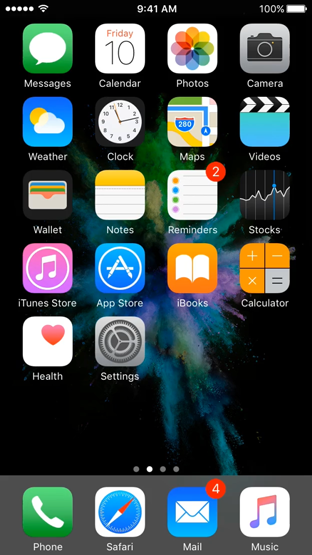 9:41 AM 100%
Friday
10
280
2
Messages Calendar Photos Camera
Weather Clock Maps Videos
Wallet Notes Reminders Stocks
iTunes Store App Store iBooks Calculator
Health Settings
4
Phone Safari Mail Music